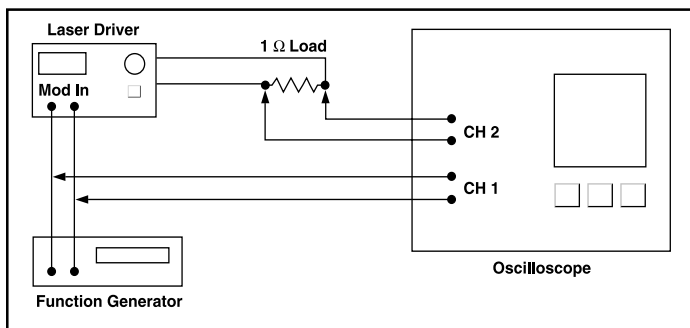 Laser Driver
1 Ω Load
Mod In
CH 2
CH 1
Oscilloscope
Function Generator